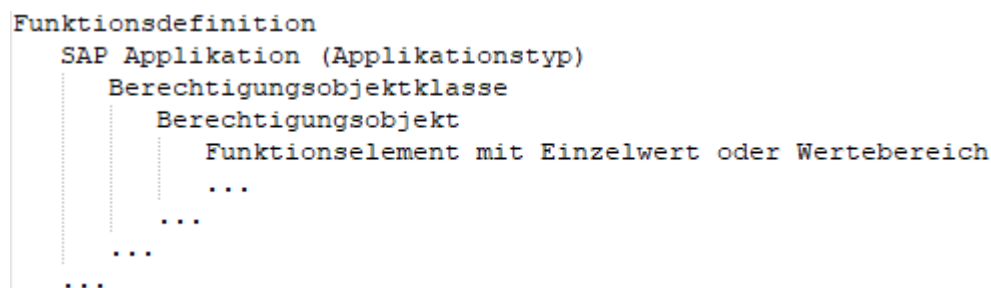 Funktionsdefinition
SAP Applikation (Applikationstyp)
Berechtigungsobjektklasse
Berechtigungsobjekt
Funktionselement mit Einzelwert oder Wertebereich
...
...
...
...